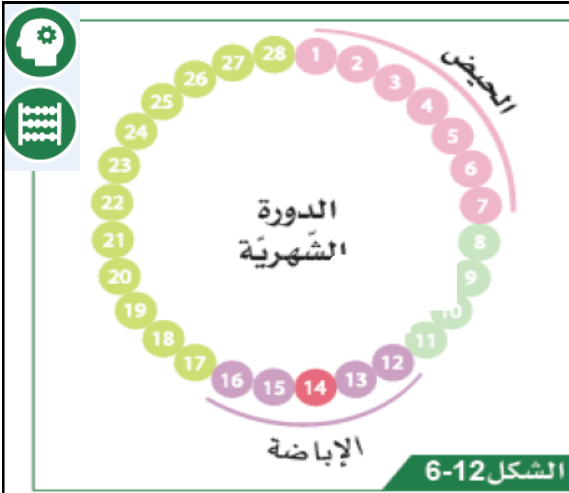 28 1 2 3 4 5 6 7 8 9 10 11 12 13 14 15 16 17 18 19 20 21 22 23 24 25 26 27
الحيض
الدورة
الشّهريَّة
الإباضة
الشكل12-6